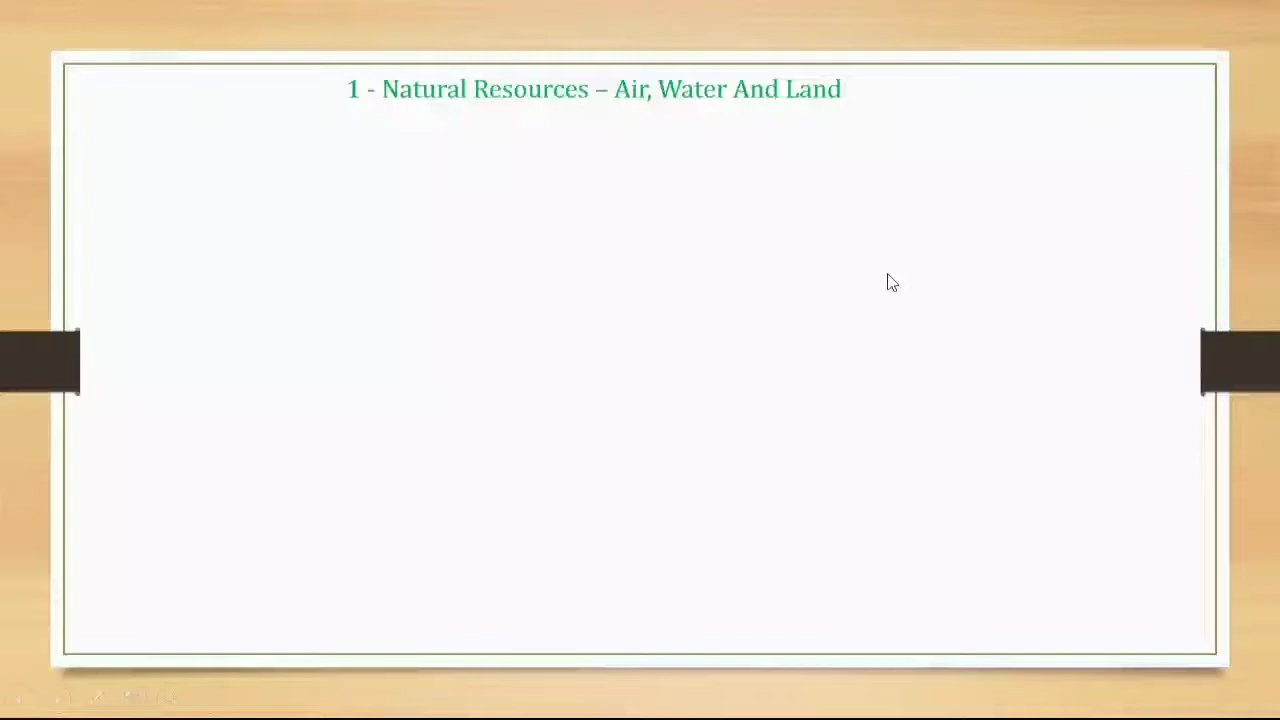 1 - Natural Resources – Air, Water And Land